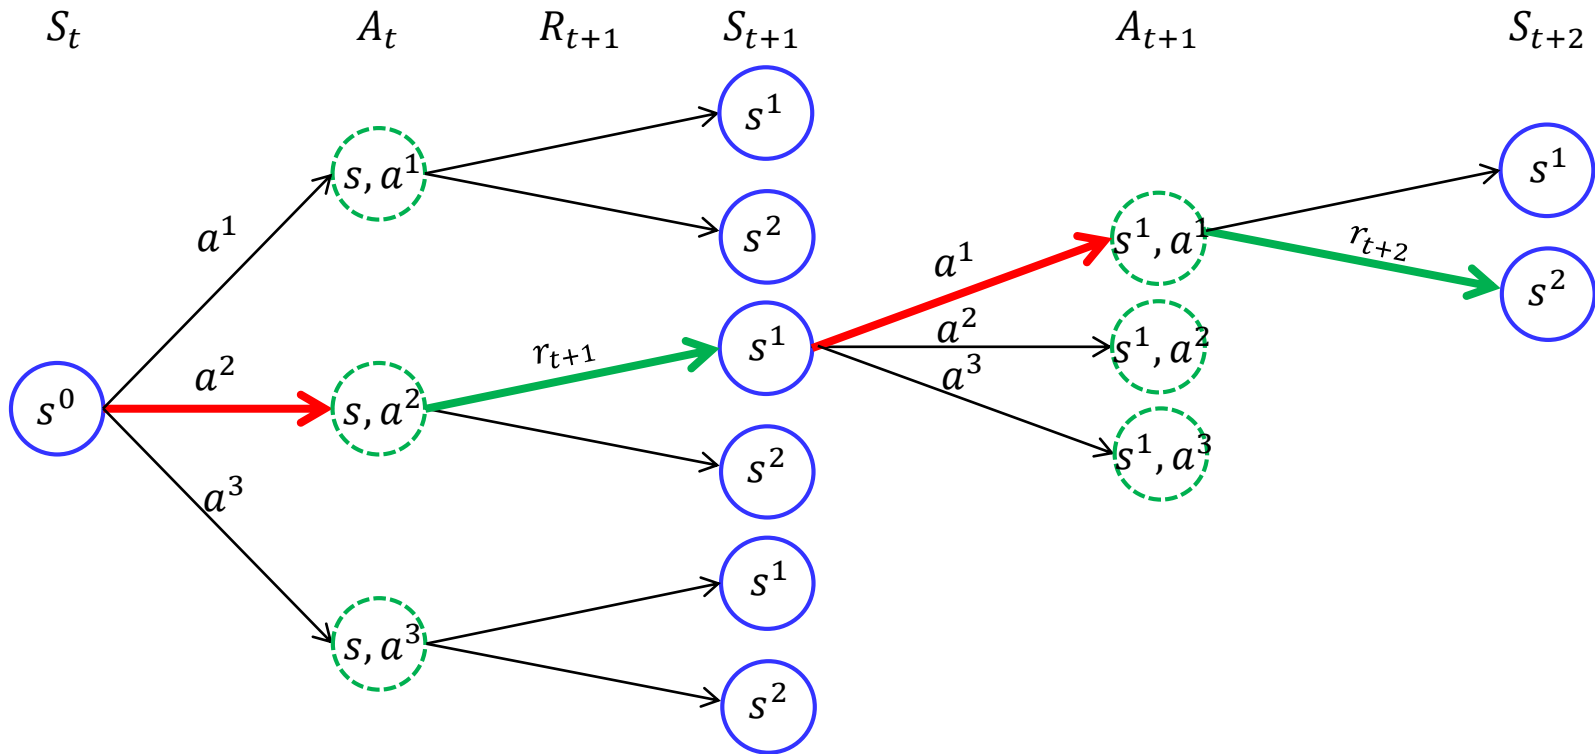 $S_t$ $A_t$ $R_{t+1}$ $S_{t+1}$ $A_{t+1}$ $S_{t+2}$
$s^1$
$s, a^1$ $s^1$
$a^1$ $s^2$ $a^1$ $s^1, a^1$ $r_{t+2}$
$s^2$
$r_{t+1}$ $s^1$ $a^2$ $s^1, a^2$
$a^2$ $a^3$
$s^0$ $s, a^2$
$s^2$ $s^1, a^3$
$a^3$
$s^1$
$s, a^3$
$s^2$